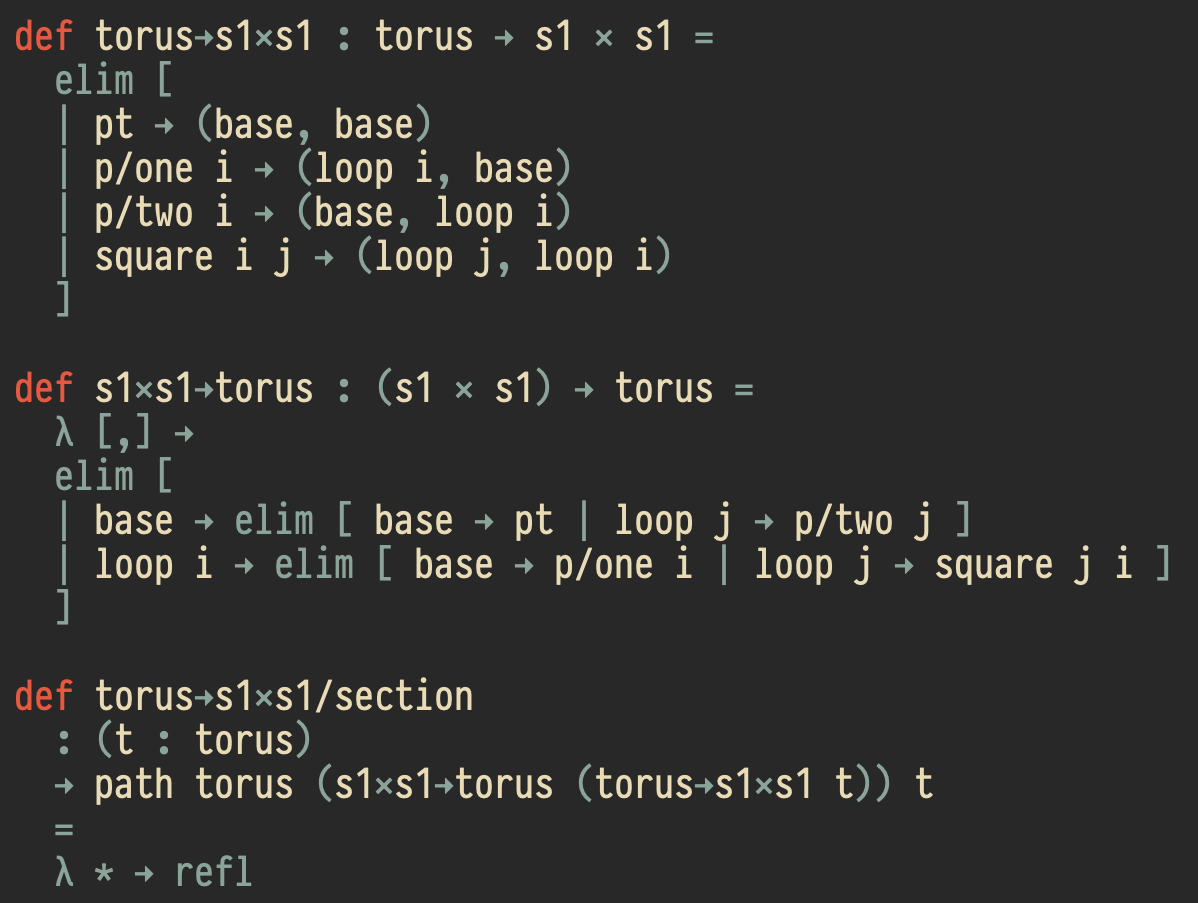 def torus→s1×s1 : torus → s1 × s1 =
elim [
| pt → (base, base)
| p/one i → (loop i, base)
| p/two i → (base, loop i)
| square i j → (loop j, loop i)
]
def s1×s1→torus : (s1 × s1) → torus =
λ [,] →
elim [
| base → elim [ base → pt | loop j → p/two j ]
| loop i → elim [ base → p/one i | loop j → square j i ]
]
def torus→s1×s1/section
: (t : torus)
→ path torus (s1×s1→torus (torus→s1×s1 t)) t
=
λ * → refl